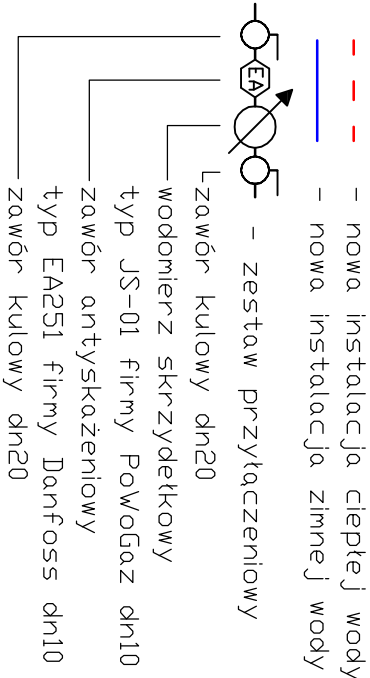 - nowa instalacja ciepłej wody
- nowa instalacja zimnej wody
EA
- zestaw przyłączeniowy
zawór kulowy dn20
wodomierz skrzydełkowy
typ JS-01 firmy PoWoGaz dn10
zawór antyskażeniowy
typ EA251 firmy Danfoss dn10
zawór kulowy dn20